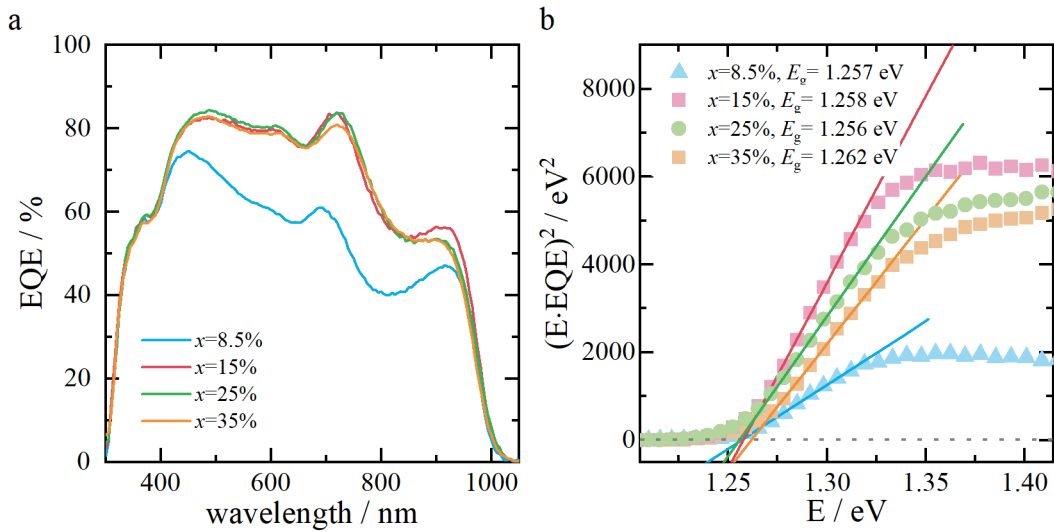 a
100
80
60
40
20
0
EQE / %
x=8.5%
x=15%
x=25%
x=35%
400 600 800 1000
wavelength / nm
b
8000
6000
4000
2000
0
(E·EQE)² / eV²
x=8.5%, Eg= 1.257 eV
x=15%, Eg= 1.258 eV
x=25%, Eg= 1.256 eV
x=35%, Eg= 1.262 eV
1.25 1.30 1.35 1.40
E / eV